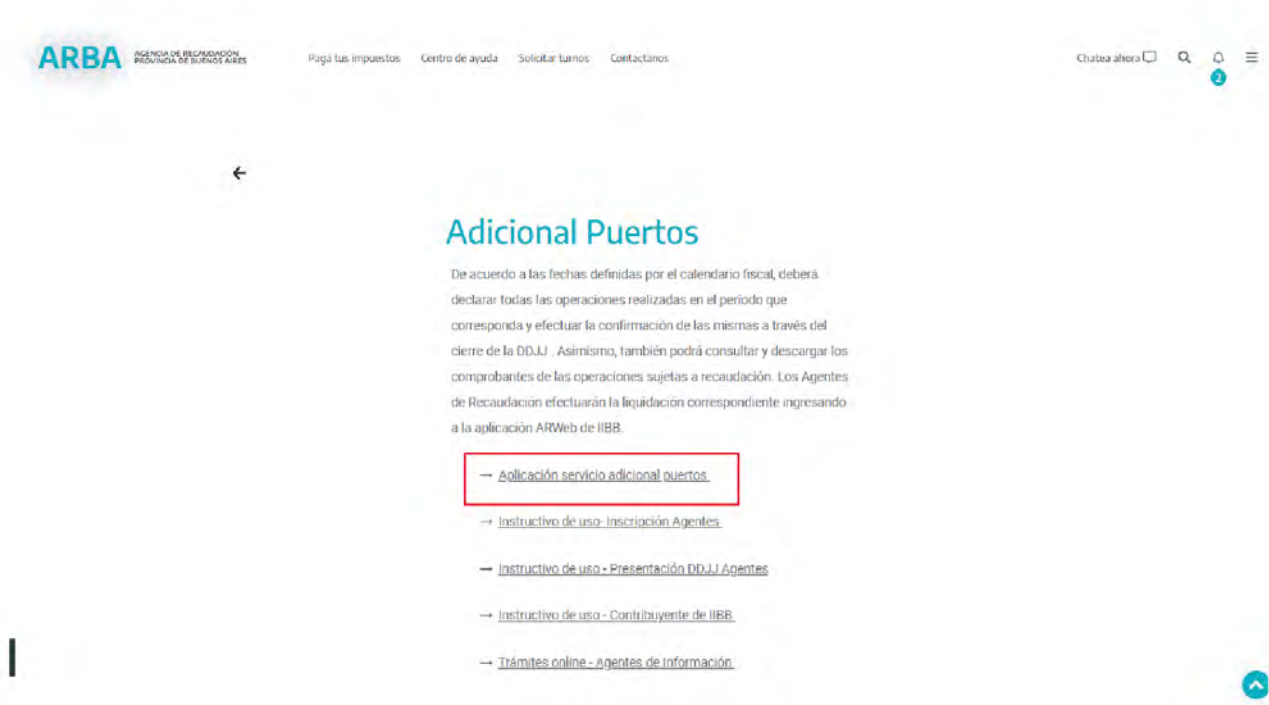 ARBA AGENCIA DE RECAUDACIÓN
PROVINCIA DE BUENOS AIRES
Pagá tus impuestos Centro de ayuda Solicitar turnos Contactanos
Chatea ahora
2
Adicional Puertos
De acuerdo a las fechas definidas por el calendario fiscal, deberá
declarar todas las operaciones realizadas en el período que
corresponda y efectuar la confirmación de las mismas a través del
cierre de la DDJJ . Asimismo, también podrá consultar y descargar los
comprobantes de las operaciones sujetas a recaudación. Los Agentes
de Recaudación efectuarán la liquidación correspondiente ingresando
a la aplicación ARWeb de IIBB.
→ Aplicación servicio adicional puertos
→ Instructivo de uso- Inscripción Agentes
→ Instructivo de uso - Presentación DDJJ Agentes
→ Instructivo de uso - Contribuyente de IIBB
→ Trámites online - Agentes de Información